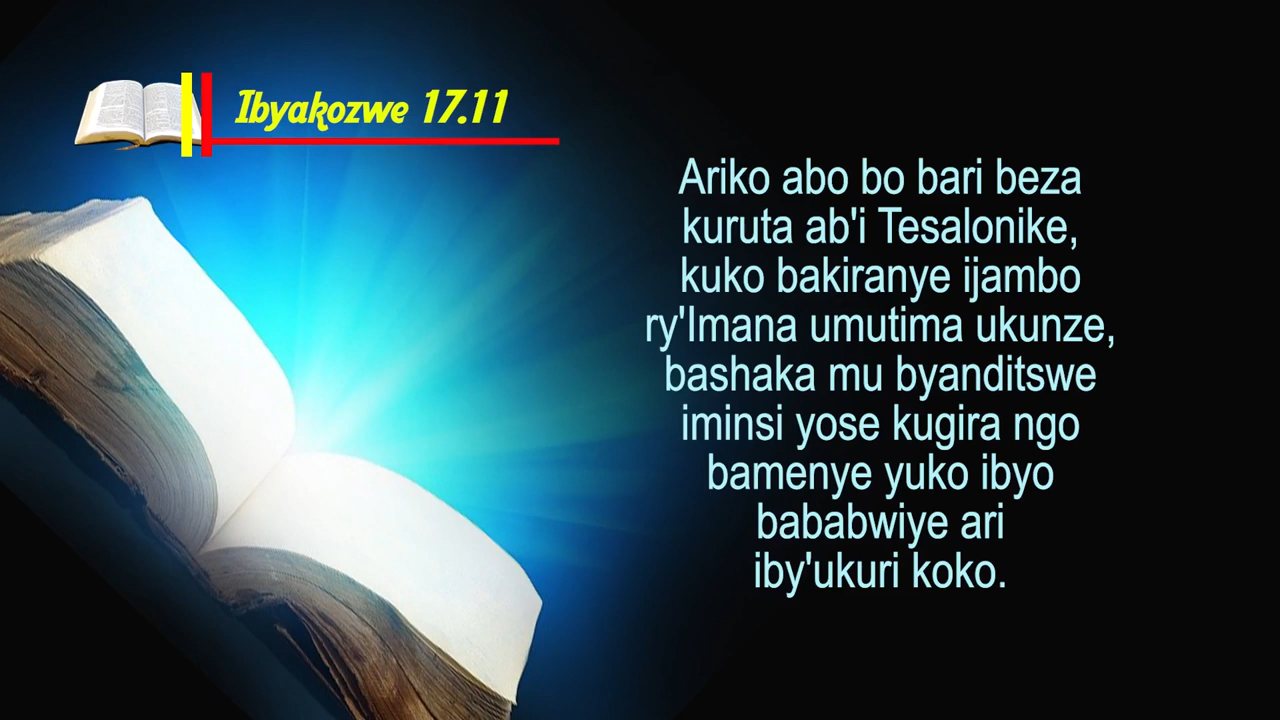 Ibyakozwe 17.11
Ariko abo bo bari beza
kuruta ab'i Tesalonike,
kuko bakiranye ijambo
ry'Imana umutima ukunze,
bashaka mu byanditswe
iminsi yose kugira ngo
bamenye yuko ibyo
bababwiye ari
iby'ukuri koko.